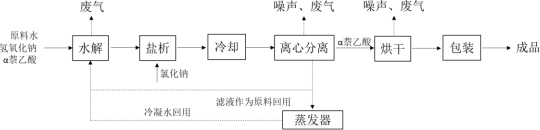 废气
噪声、废气
噪声、废气
原料水
氢氧化钠
α萘乙酸
水解
盐析
冷却
离心分离
α萘乙酸
烘干
包装
成品
氯化钠
滤液作为原料回用
冷凝水回用
蒸发器